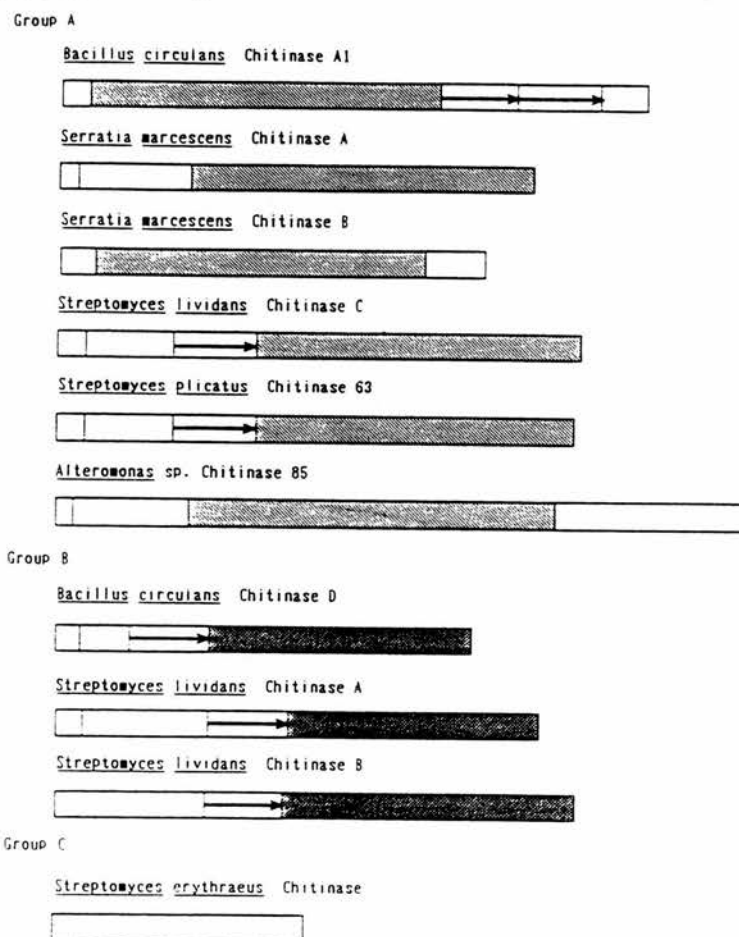 Group A
Bacillus circulans Chitinase A1
Serratia marcescens Chitinase A
Serratia marcescens Chitinase B
Streptomyces lividans Chitinase C
Streptomyces plicatus Chitinase 63
Alteromonas sp. Chitinase 85
Group B
Bacillus circulans Chitinase D
Streptomyces lividans Chitinase A
Streptomyces lividans Chitinase B
Group C
Streptomyces erythraeus Chitinase